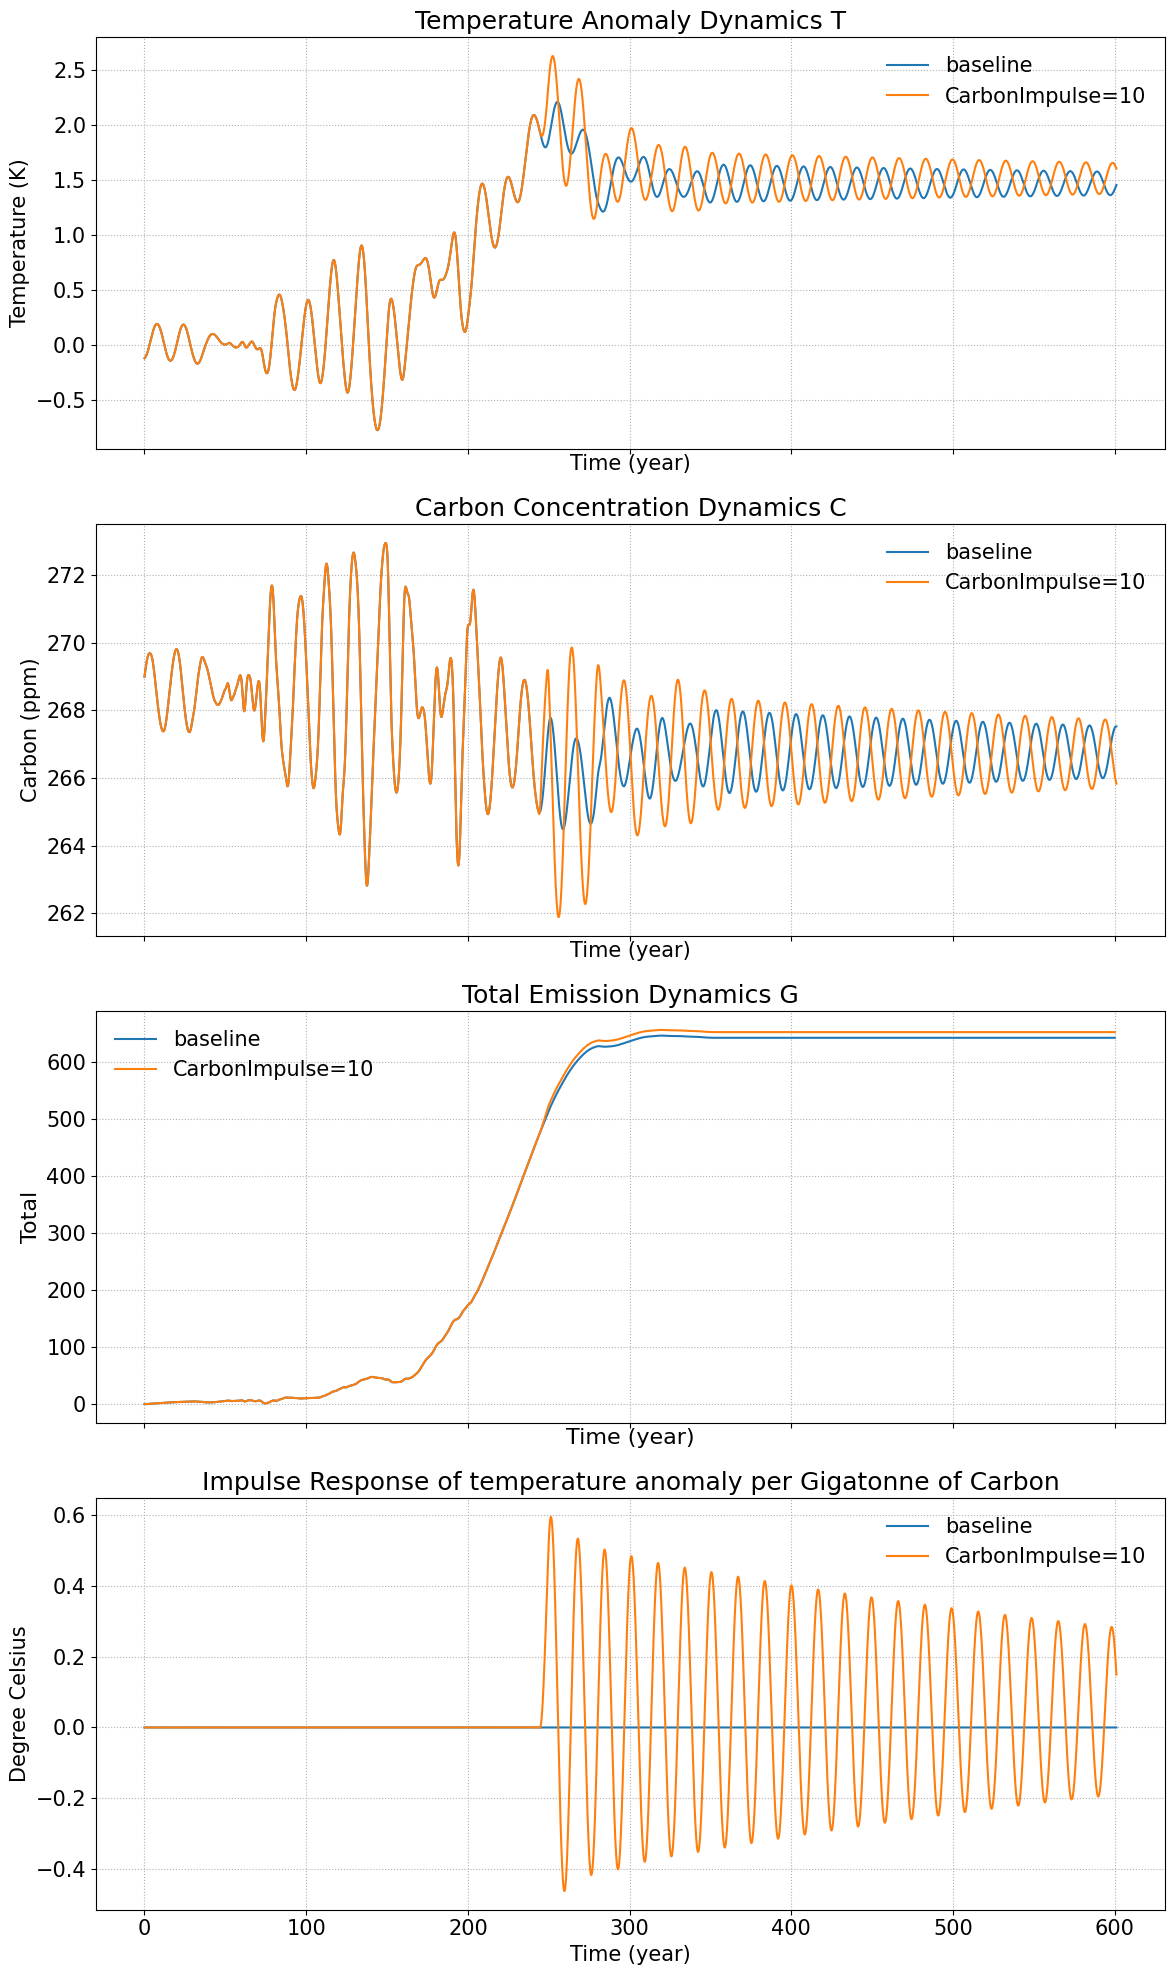 Temperature Anomaly Dynamics T
baseline
CarbonImpulse=10
2.5
2.0
1.5
1.0
0.5
0.0
−0.5
Temperature (K)
Time (year)
Carbon Concentration Dynamics C
baseline
CarbonImpulse=10
272
270
268
266
264
262
Carbon (ppm)
Time (year)
Total Emission Dynamics G
baseline
CarbonImpulse=10
600
500
400
300
200
100
0
Total
Time (year)
Impulse Response of temperature anomaly per Gigatonne of Carbon
baseline
CarbonImpulse=10
0.6
0.4
0.2
0.0
−0.2
−0.4
Degree Celsius
0 100 200 300 400 500 600
Time (year)